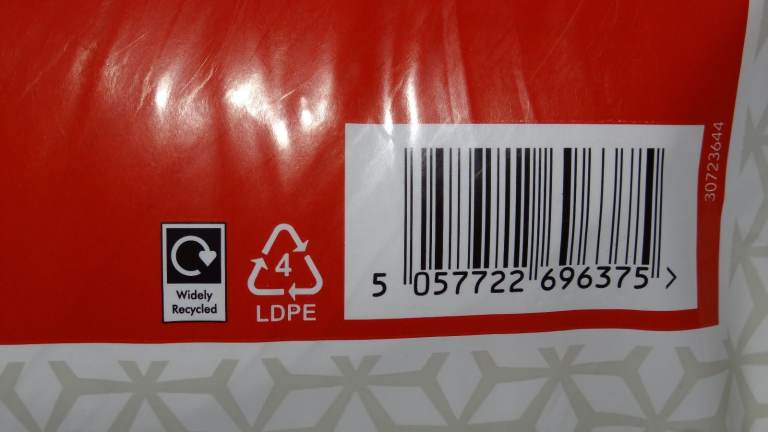 30723644
5 057722 696375 >
4
LDPE
Widely
Recycled